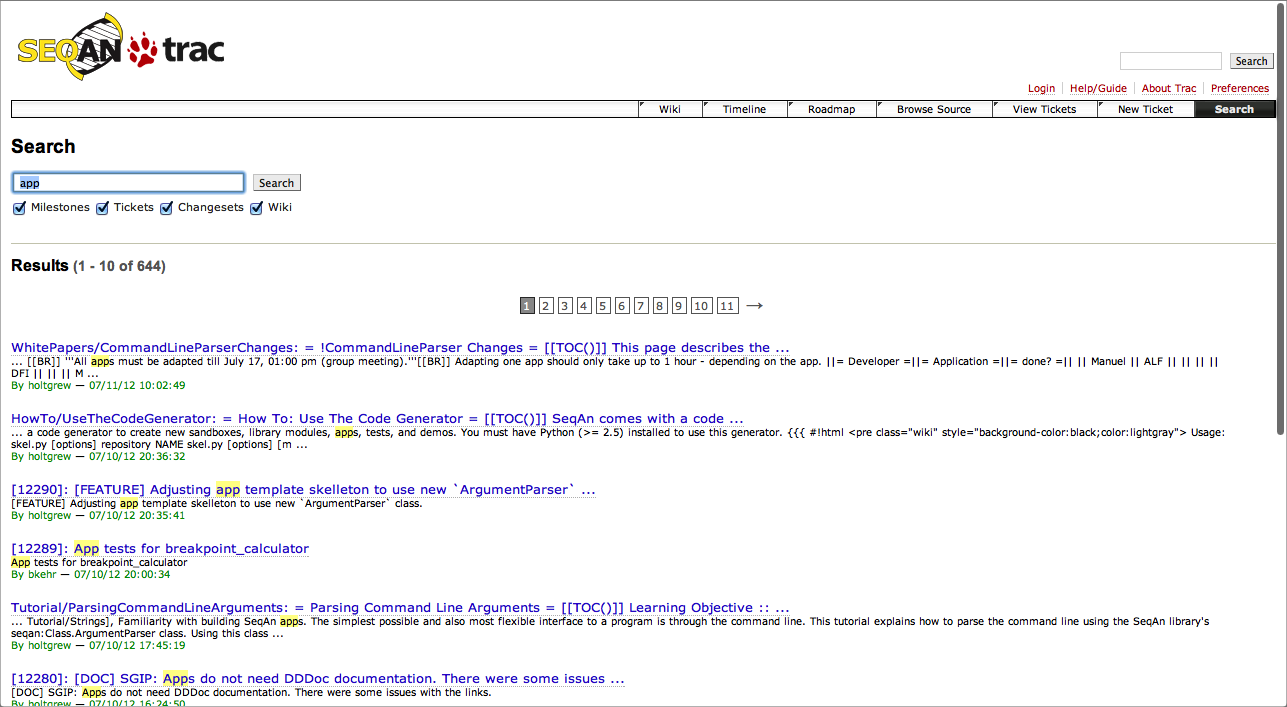 SEQAN trac
Search
Login Help/Guide About Trac Preferences
Wiki Timeline Roadmap Browse Source View Tickets New Ticket Search
Search
app Search
Milestones Tickets Changesets Wiki
Results (1 - 10 of 644)
1 2 3 4 5 6 7 8 9 10 11 →
WhitePapers/CommandLineParserChanges: = !CommandLineParser Changes = [[TOC()]] This page describes the ...
... [[BR]] '''All apps must be adapted till July 17, 01:00 pm (group meeting).'''[[BR]] Adapting one app should only take up to 1 hour - depending on the app. ||= Developer =||= Application =||= done? =|| || Manuel || ALF || || || ||
DFI || || || M ...
By holtgrew — 07/11/12 10:02:49
HowTo/UseTheCodeGenerator: = How To: Use The Code Generator = [[TOC()]] SeqAn comes with a code ...
... a code generator to create new sandboxes, library modules, apps, tests, and demos. You must have Python (>= 2.5) installed to use this generator. {{{ #!html <pre class="wiki" style="background-color:black;color:lightgray"> Usage:
skel.py [options] repository NAME skel.py [options] [m ...
By holtgrew — 07/10/12 20:36:32
[12290]: [FEATURE] Adjusting app template skelleton to use new `ArgumentParser` ...
[FEATURE] Adjusting app template skelleton to use new `ArgumentParser` class.
By holtgrew — 07/10/12 20:35:41
[12289]: App tests for breakpoint_calculator
App tests for breakpoint_calculator
By bkehr — 07/10/12 20:00:34
Tutorial/ParsingCommandLineArguments: = Parsing Command Line Arguments = [[TOC()]] Learning Objective :: ...
... Tutorial/Strings], Familiarity with building SeqAn apps. The simplest possible and also most flexible interface to a program is through the command line. This tutorial explains how to parse the command line using the SeqAn library's
seqan:Class.ArgumentParser class. Using this class ...
By holtgrew — 07/10/12 17:45:19
[12280]: [DOC] SGIP: Apps do not need DDDoc documentation. There were some issues ...
[DOC] SGIP: Apps do not need DDDoc documentation. There were some issues with the links.
By holtgrew — 07/10/12 16:24:50